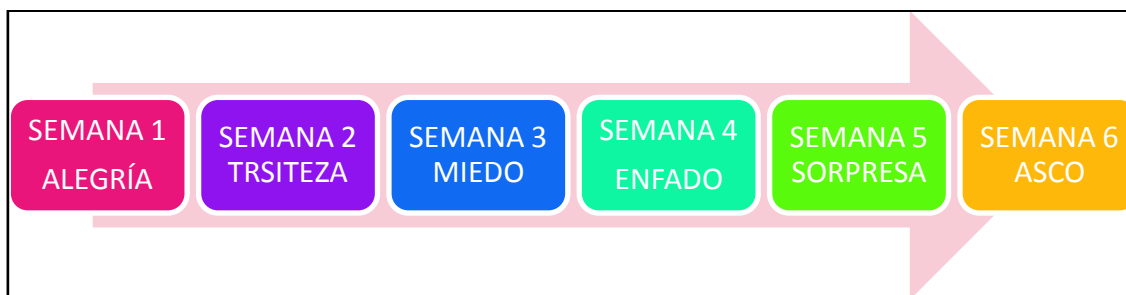 SEMANA 1
ALEGRÍA
SEMANA 2
TRSITEZA
SEMANA 3
MIEDO
SEMANA 4
ENFADO
SEMANA 5
SORPRESA
SEMANA 6
ASCO